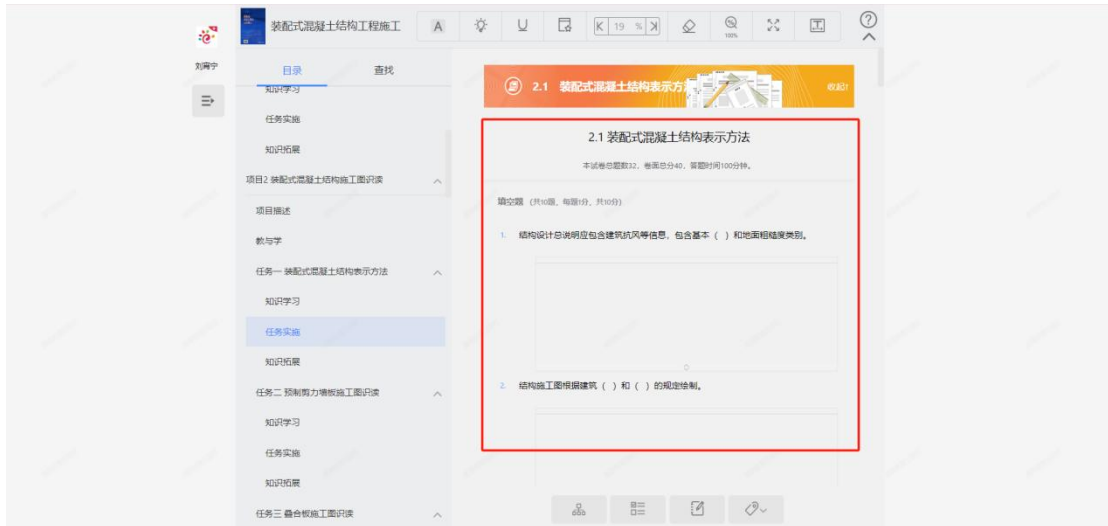 装配式混凝土结构工程施工
A
K 19 %
100%
?
刘宵宁
目录
查找
知识学习
任务实施
知识拓展
项目2 装配式混凝土结构施工图识读
项目描述
教与学
任务一 装配式混凝土结构表示方法
知识学习
任务实施
知识拓展
任务二 预制剪力墙板施工图识读
知识学习
任务实施
知识拓展
任务三 叠合板施工图识读
2.1 装配式混凝土结构表示方
收起↑
2.1 装配式混凝土结构表示方法
本试卷总题数32, 卷面总分40, 答题时间100分钟。
填空题 (共10题, 每题1分, 共10分)
1. 结构设计总说明应包含建筑抗风等信息, 包含基本 ( ) 和地面粗糙度类别。
2. 结构施工图根据建筑 ( ) 和 ( ) 的规定绘制。